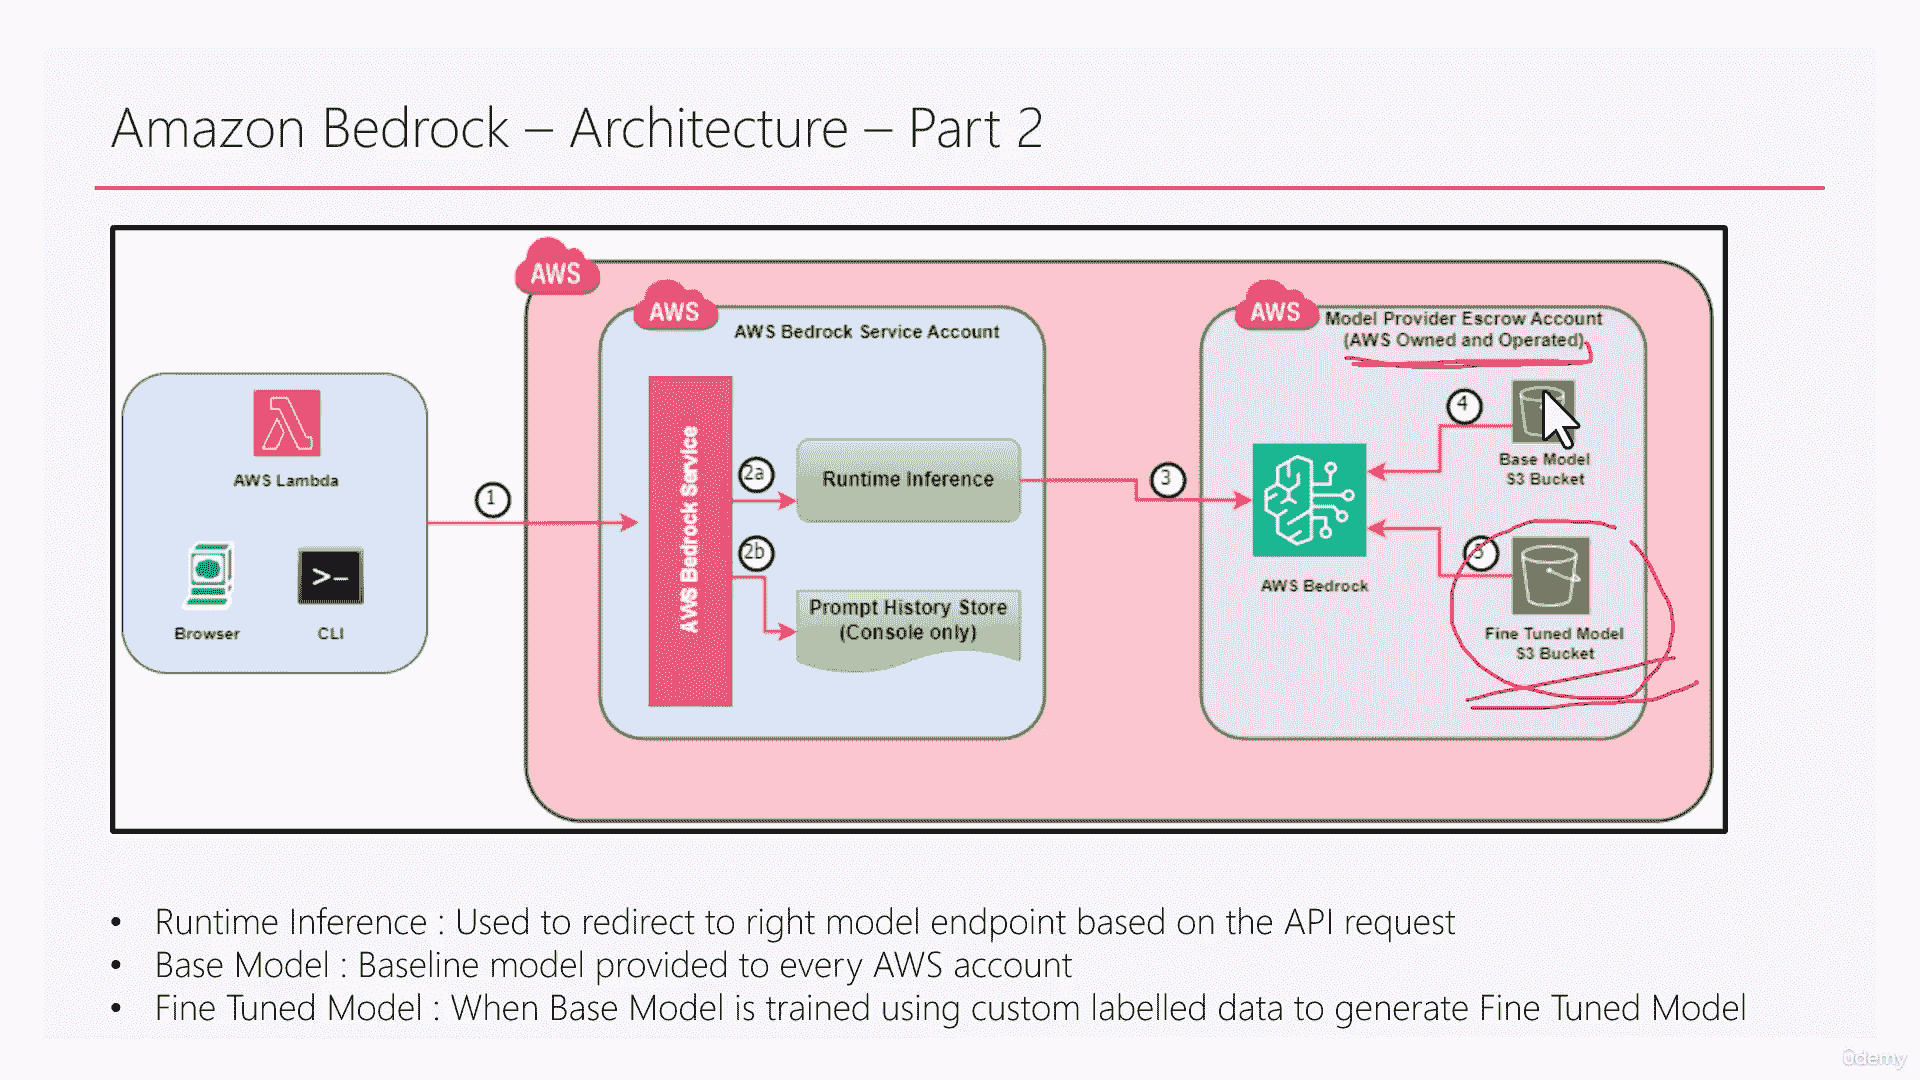 Amazon Bedrock – Architecture – Part 2
AWS
AWS
AWS Bedrock Service Account
AWS
Model Provider Escrow Account
(AWS Owned and Operated)
AWS Lambda
Browser
CLI
1
AWS Bedrock Service
2a
Runtime Inference
2b
Prompt History Store
(Console only)
3
AWS Bedrock
4
Base Model
S3 Bucket
5
Fine Tuned Model
S3 Bucket
• Runtime Inference : Used to redirect to right model endpoint based on the API request
• Base Model : Baseline model provided to every AWS account
• Fine Tuned Model : When Base Model is trained using custom labelled data to generate Fine Tuned Model
ûdemy